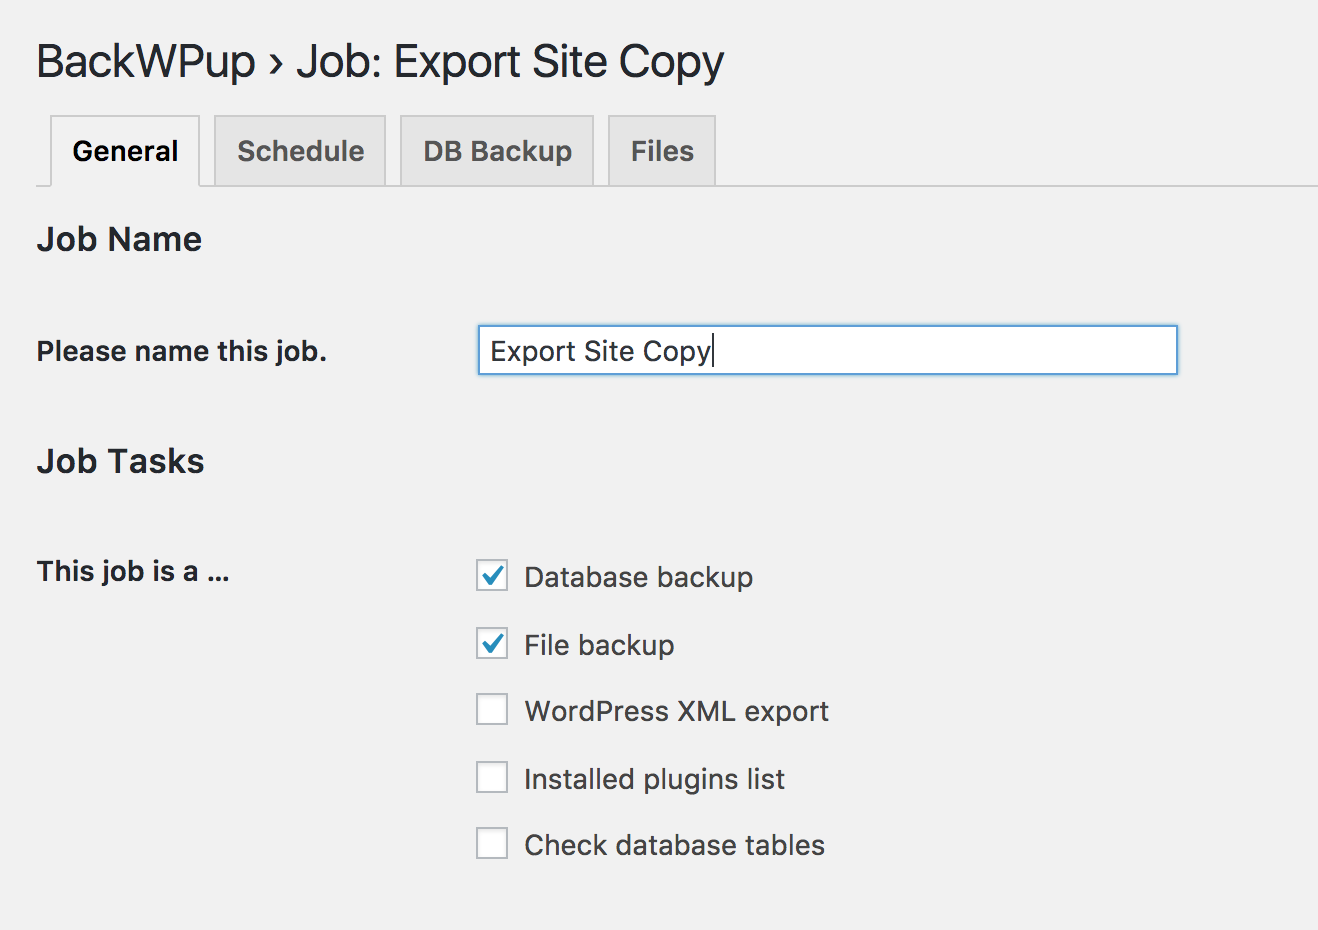 BackWPup › Job: Export Site Copy
General Schedule DB Backup Files
Job Name
Please name this job. Export Site Copy
Job Tasks
This job is a ... Database backup
File backup
WordPress XML export
Installed plugins list
Check database tables